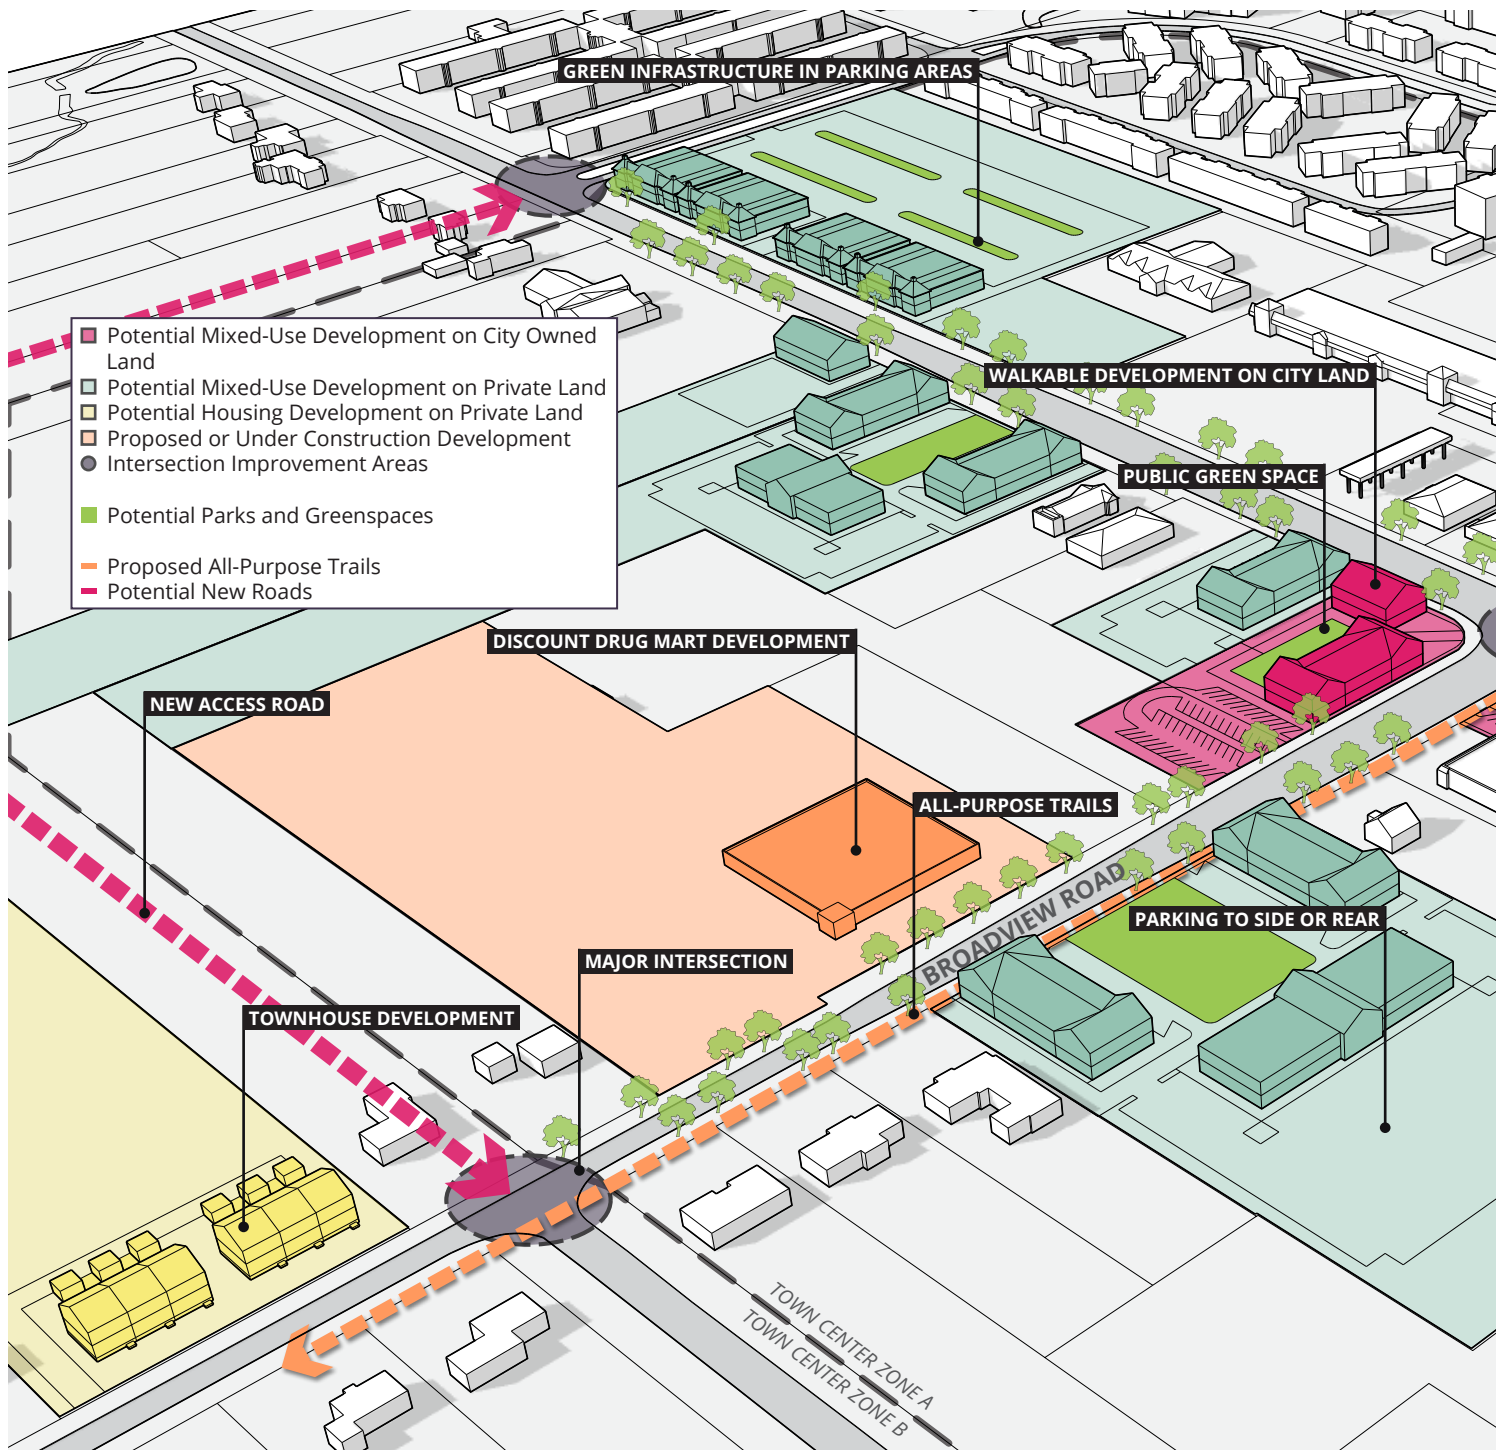 GREEN INFRASTRUCTURE IN PARKING AREAS
Potential Mixed-Use Development on City Owned
Land
Potential Mixed-Use Development on Private Land
Potential Housing Development on Private Land
Proposed or Under Construction Development
Intersection Improvement Areas
Potential Parks and Greenspaces
Proposed All-Purpose Trails
Potential New Roads
WALKABLE DEVELOPMENT ON CITY LAND
PUBLIC GREEN SPACE
DISCOUNT DRUG MART DEVELOPMENT
NEW ACCESS ROAD
ALL-PURPOSE TRAILS
BROADVIEW ROAD
PARKING TO SIDE OR REAR
MAJOR INTERSECTION
TOWNHOUSE DEVELOPMENT
TOWN CENTER ZONE A
TOWN CENTER ZONE B